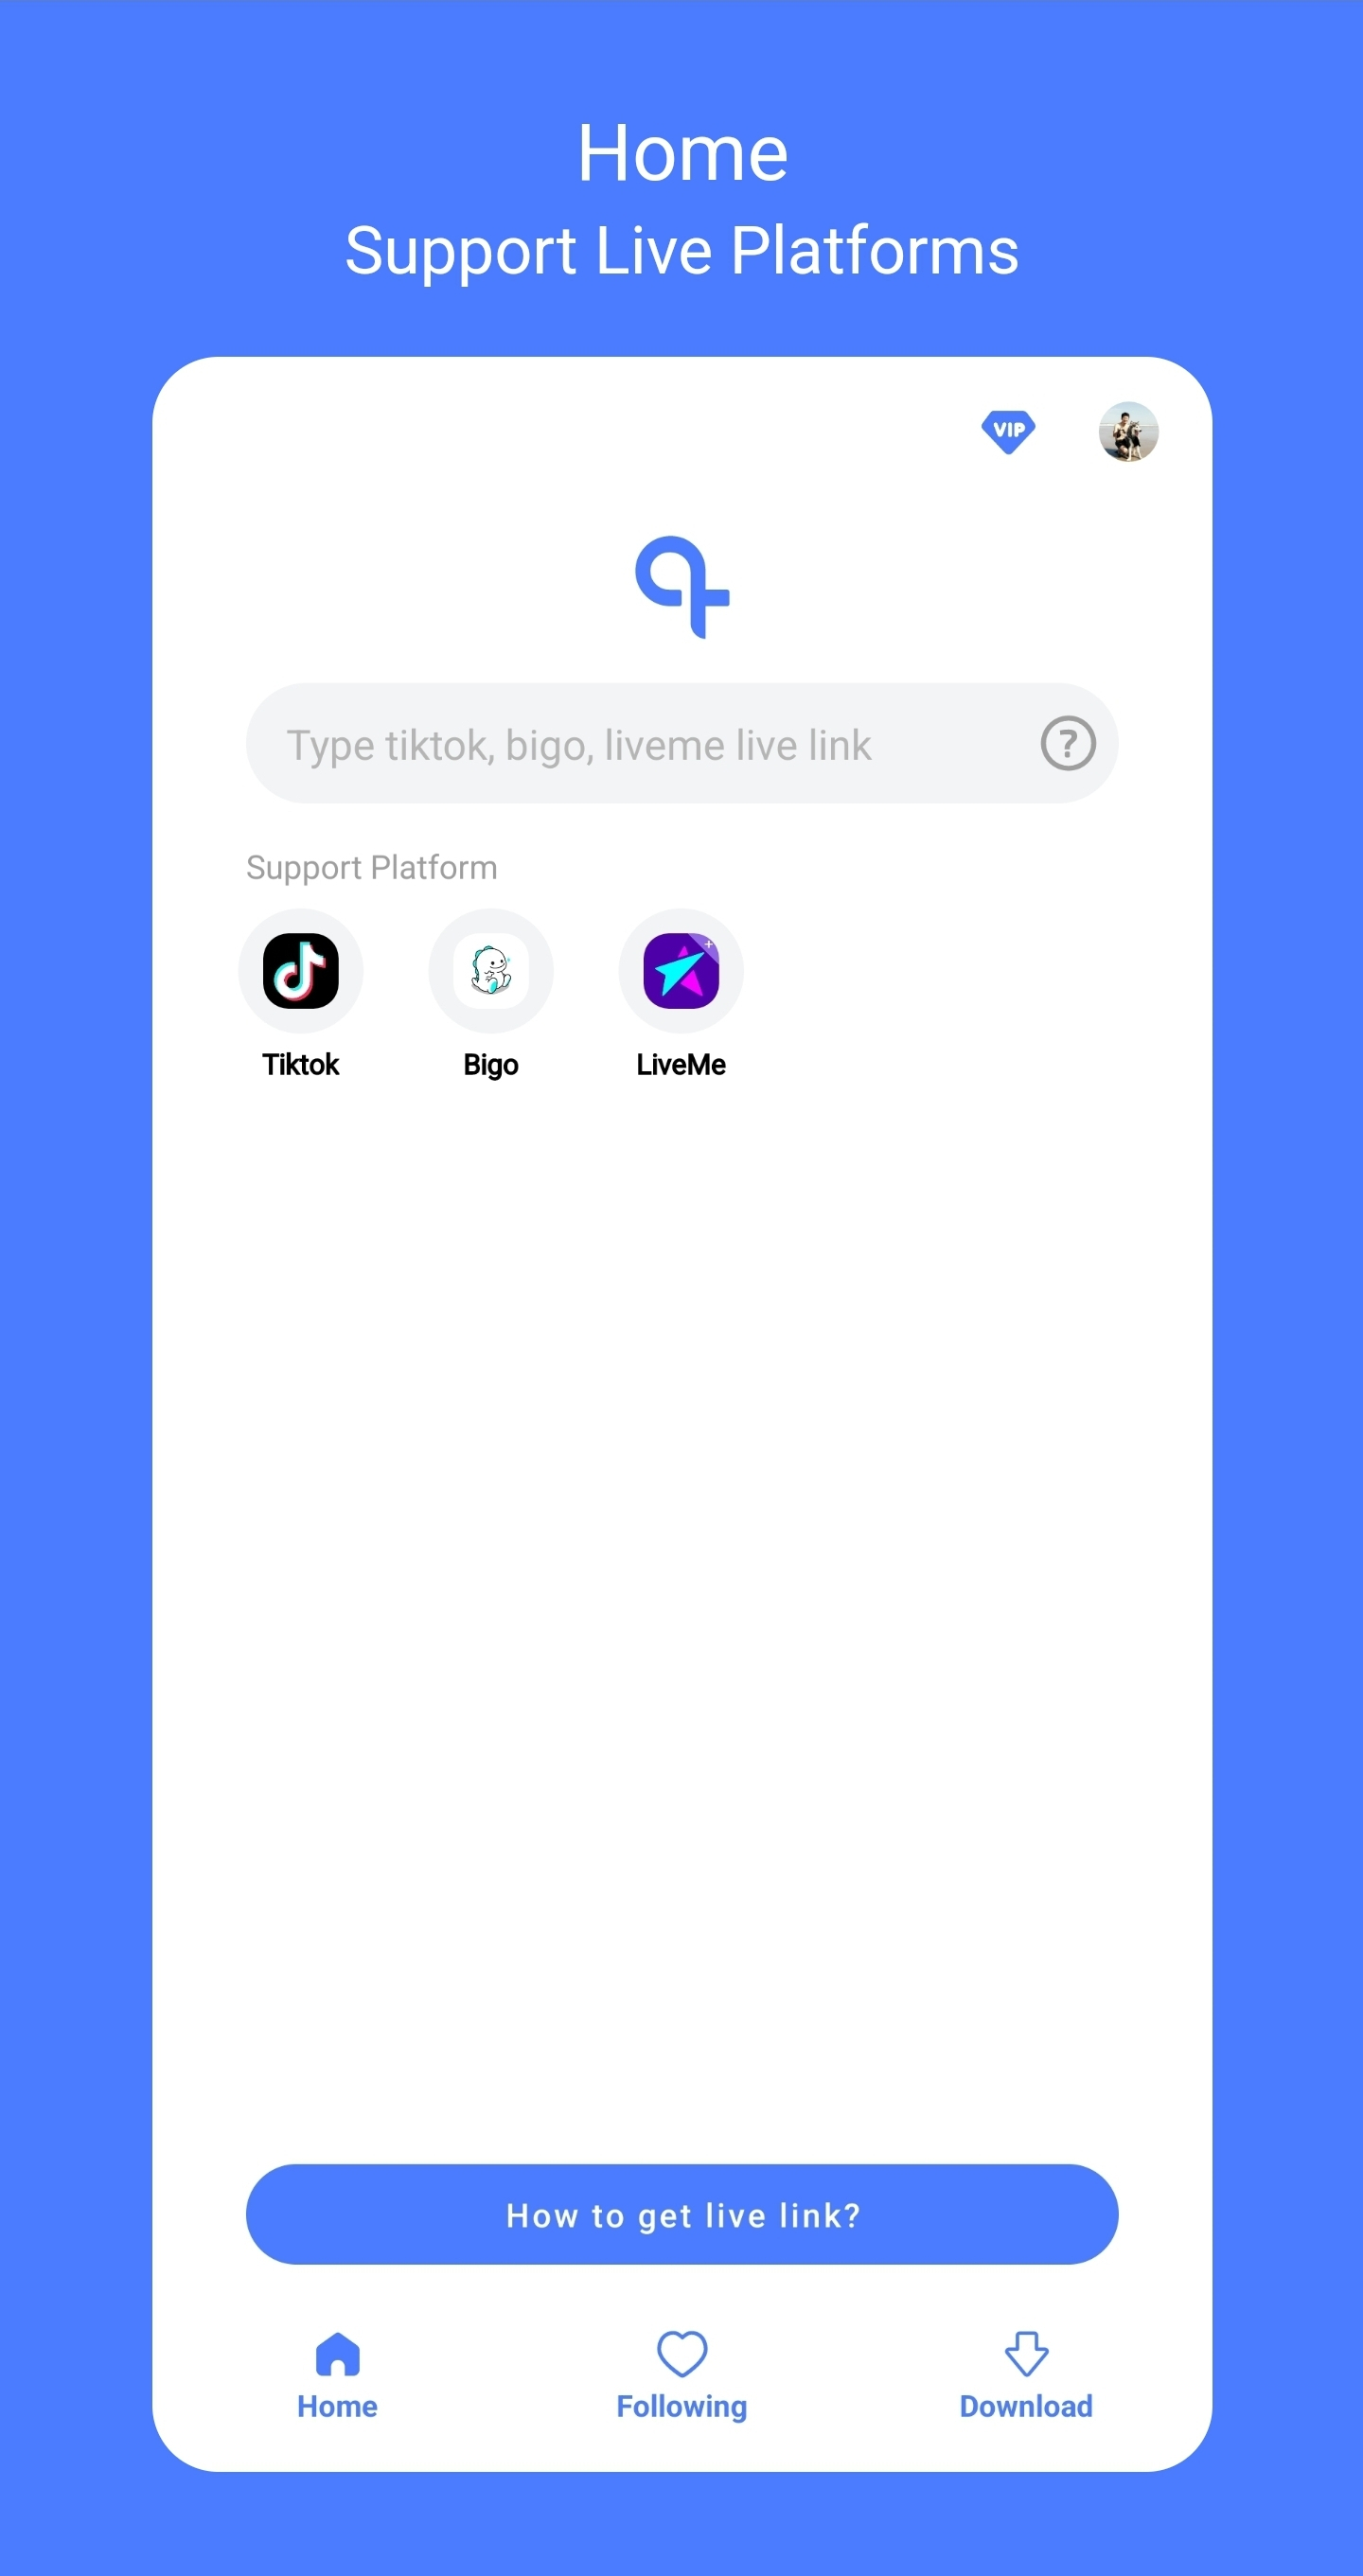 Home
Support Live Platforms
VIP
Type tiktok, bigo, liveme live link
?
Support Platform
Tiktok
Bigo
LiveMe
How to get live link?
Home
Following
Download